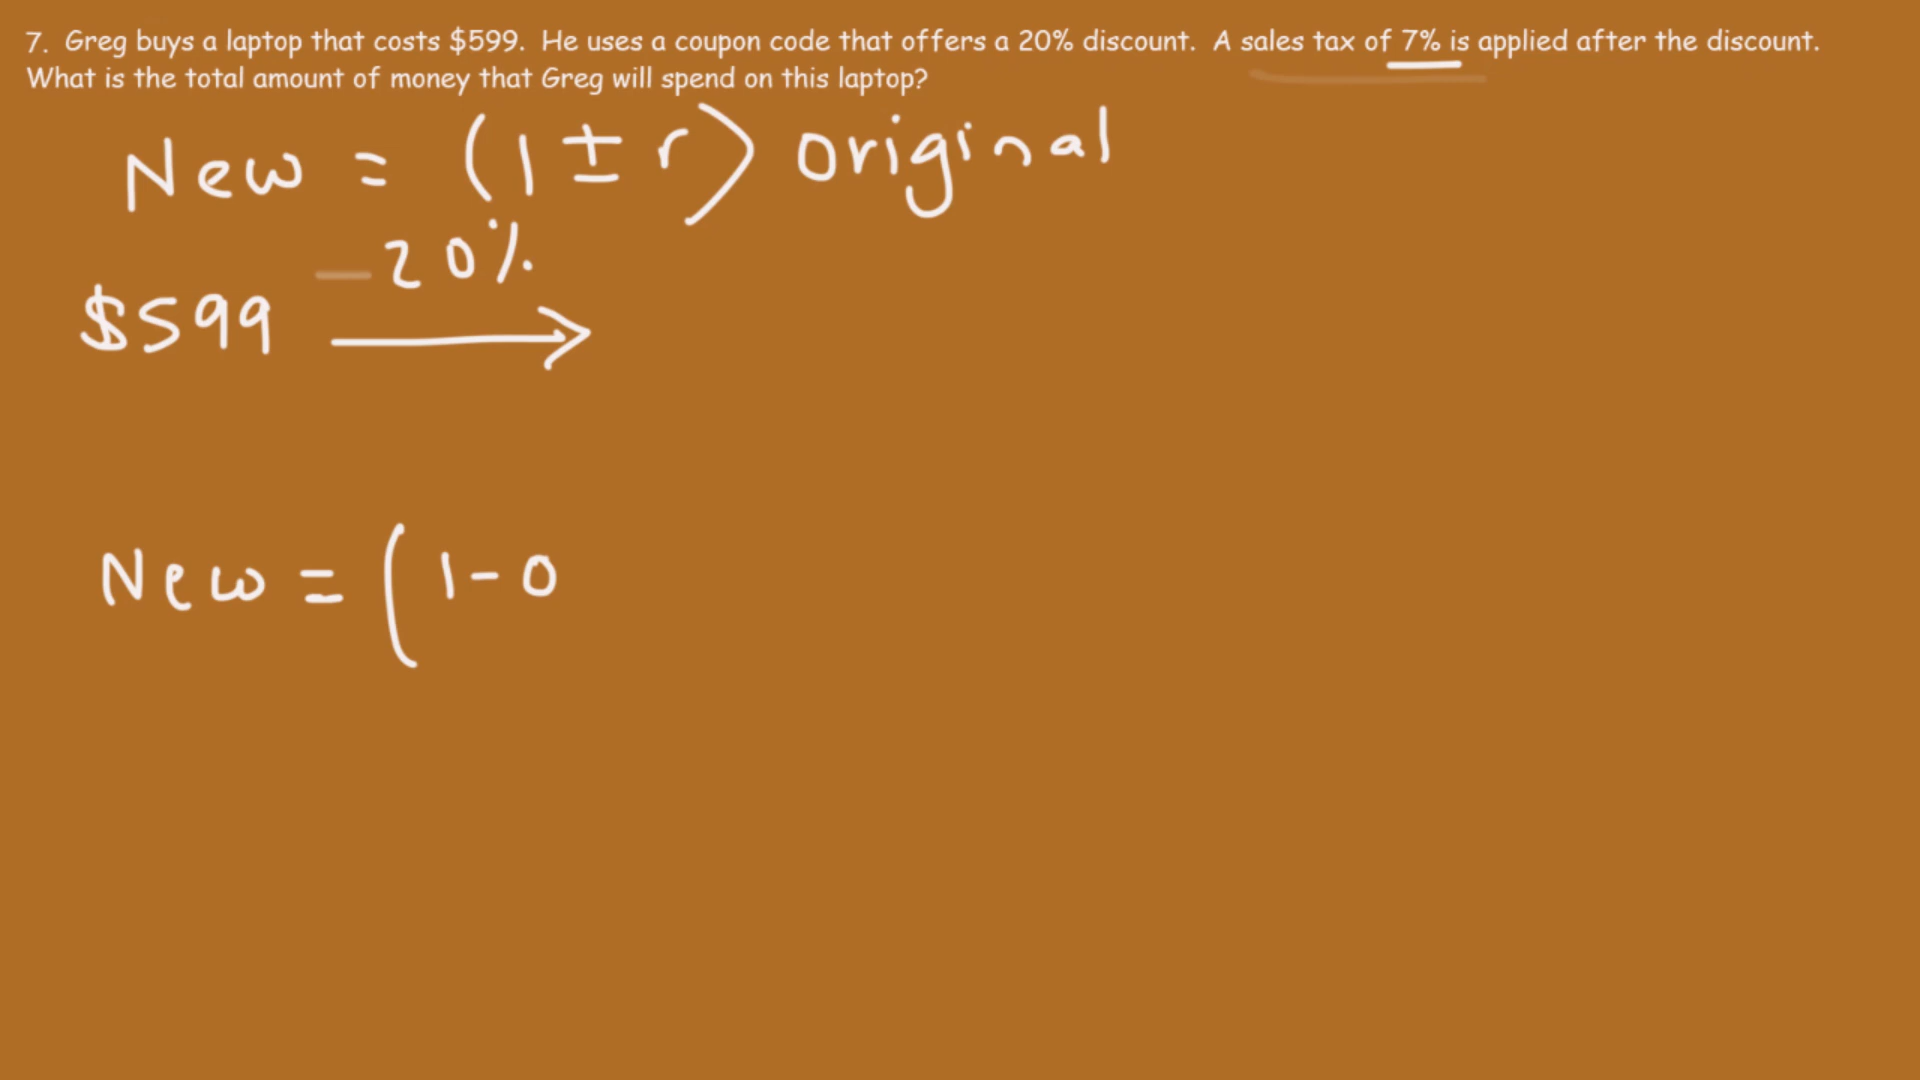 7. Greg buys a laptop that costs $599. He uses a coupon code that offers a 20% discount. A sales tax of 7% is applied after the discount.
What is the total amount of money that Greg will spend on this laptop?
New = (1 ± r) original
-20%
$599
New = (1-0